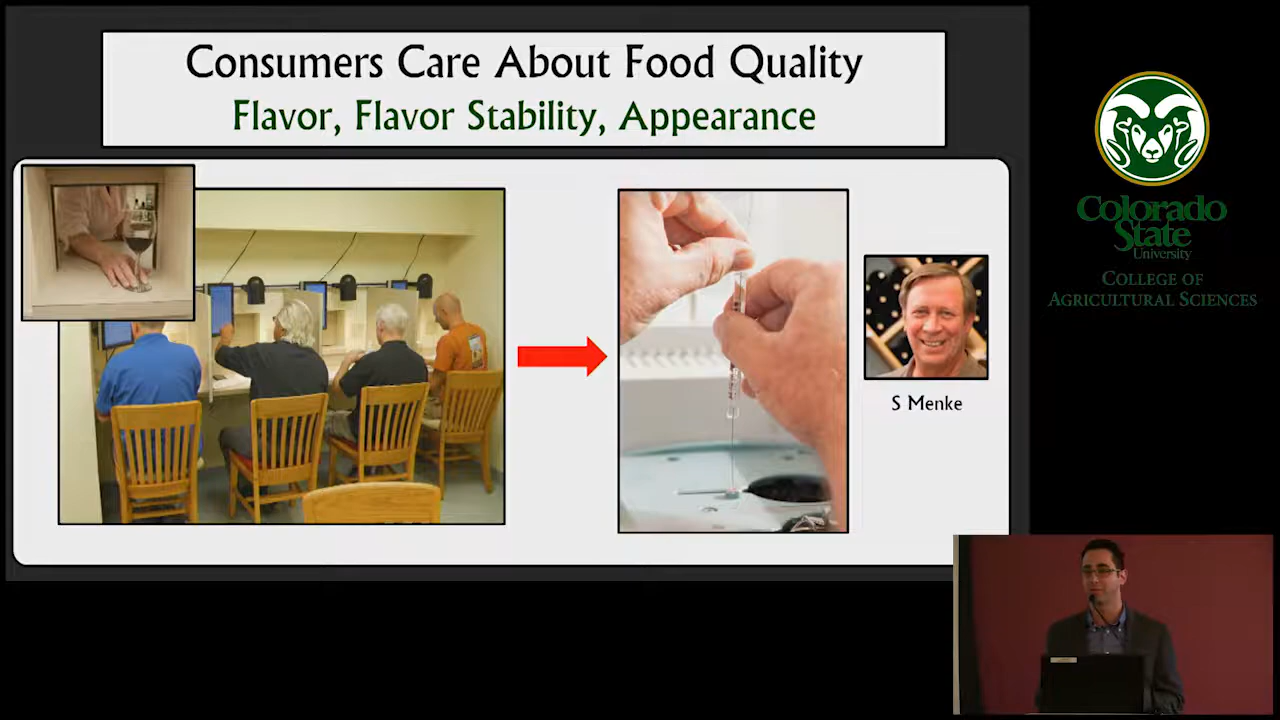 Consumers Care About Food Quality
Flavor, Flavor Stability, Appearance
S Menke
Colorado
State
University
COLLEGE OF
AGRICULTURAL SCIENCES